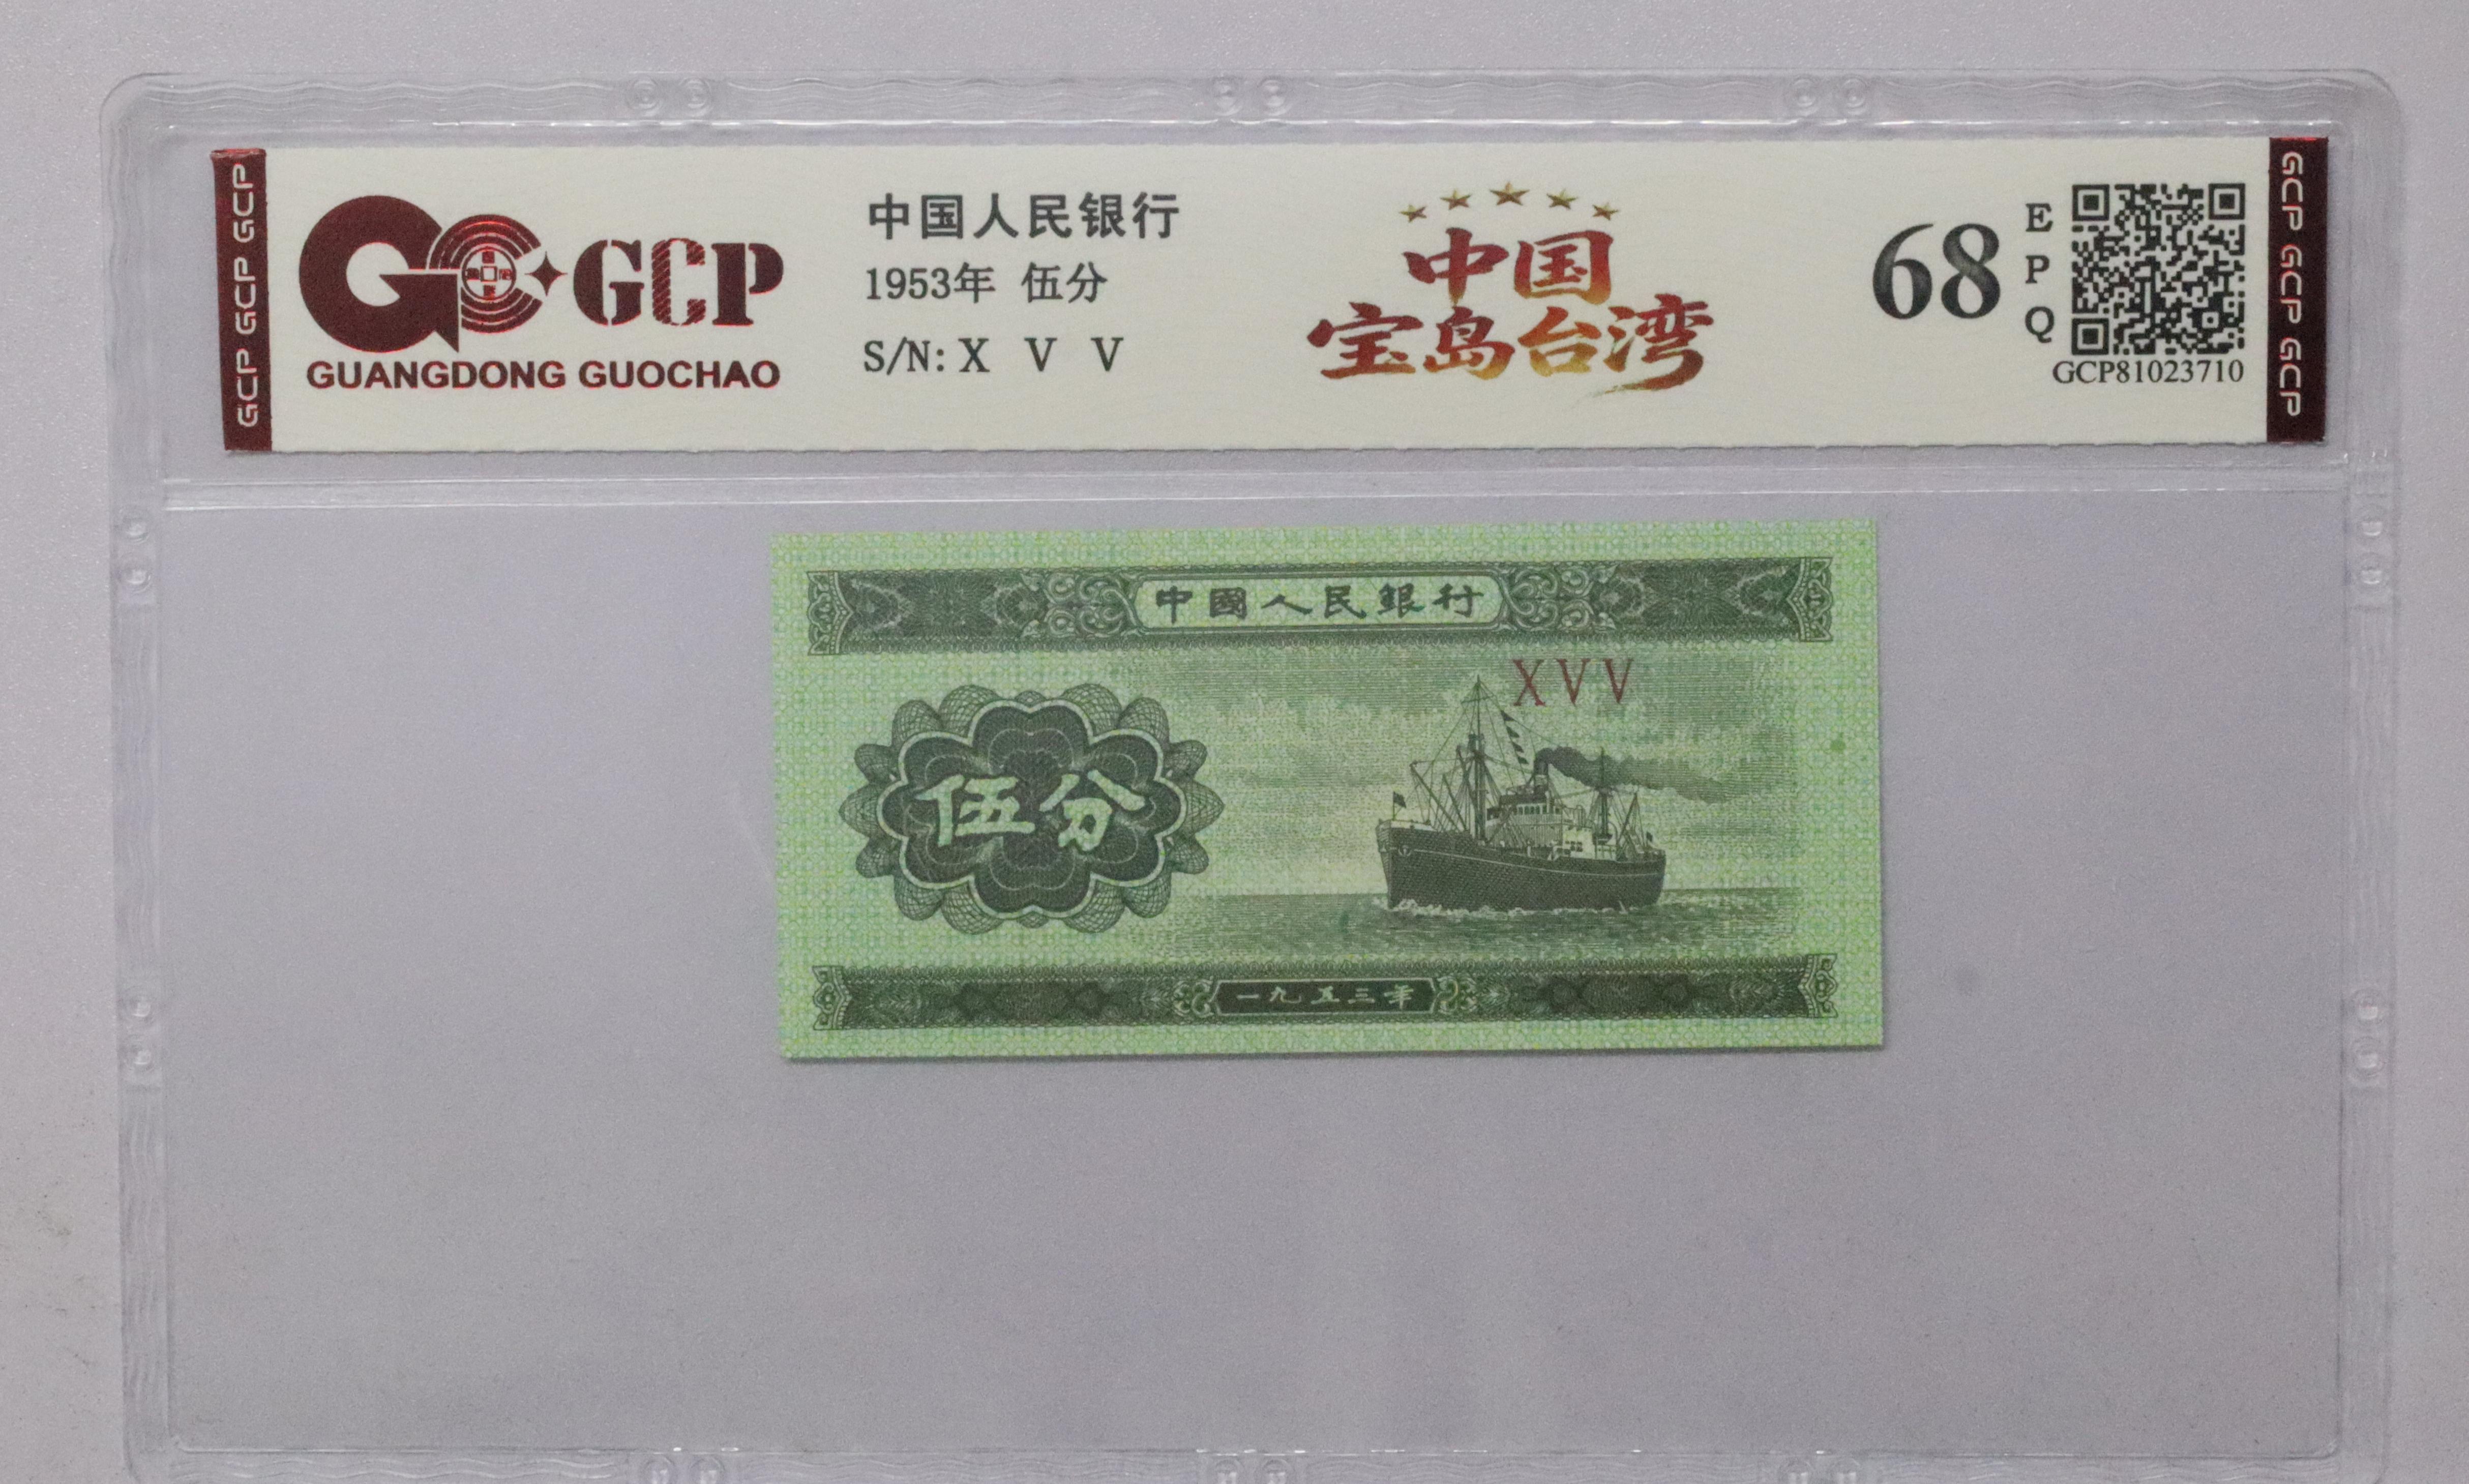 GCP GCP GCP
GCP
GUANGDONG GUOCHAO
中国人民银行
1953年 伍分
S/N: X V V
中国
宝岛台湾
68
E
P
Q
GCP81023710
GCP GCP GCP
中國人民銀行
XVV
伍分
一九五三年